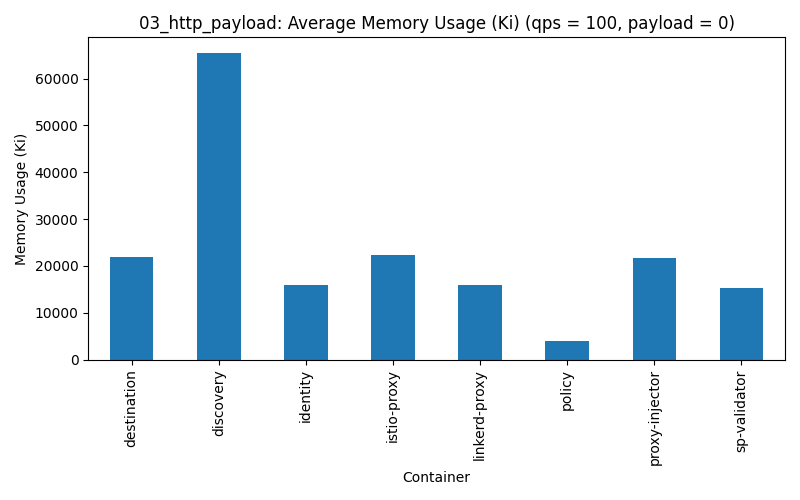 03_http_payload: Average Memory Usage (Ki) (qps = 100, payload = 0)
Memory Usage (Ki)
60000
50000
40000
30000
20000
10000
0
destination
discovery
identity
istio-proxy
linkerd-proxy
policy
proxy-injector
sp-validator
Container